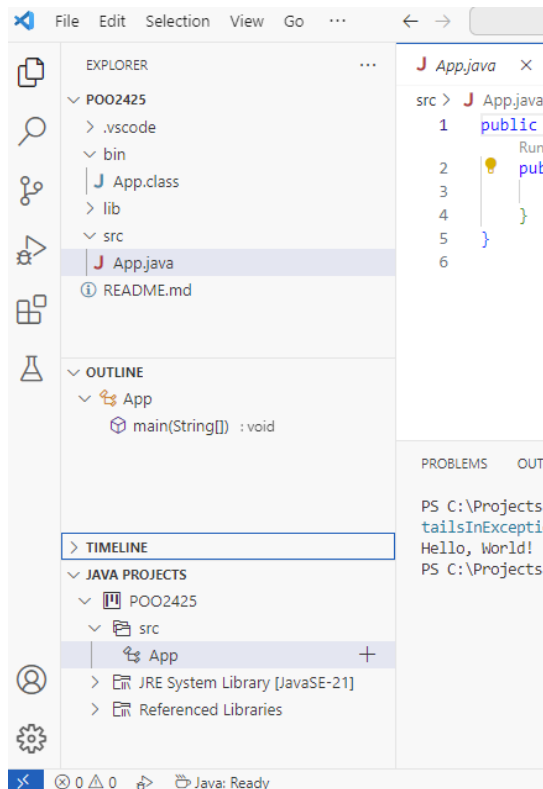 File Edit Selection View Go ...
EXPLORER ...
POO2425
.vscode
bin
J App.class
lib
src
J App.java
README.md
OUTLINE
App
main(String[]) : void
TIMELINE
JAVA PROJECTS
POO2425
src
App
JRE System Library [JavaSE-21]
Referenced Libraries
J App.java ×
src > J App.java
1 public
Run
2 pub
3
4 }
5 }
6
PROBLEMS OUT
PS C:\Projects
tailsInExcepti
Hello, World!
PS C:\Projects
0 0 Java: Ready